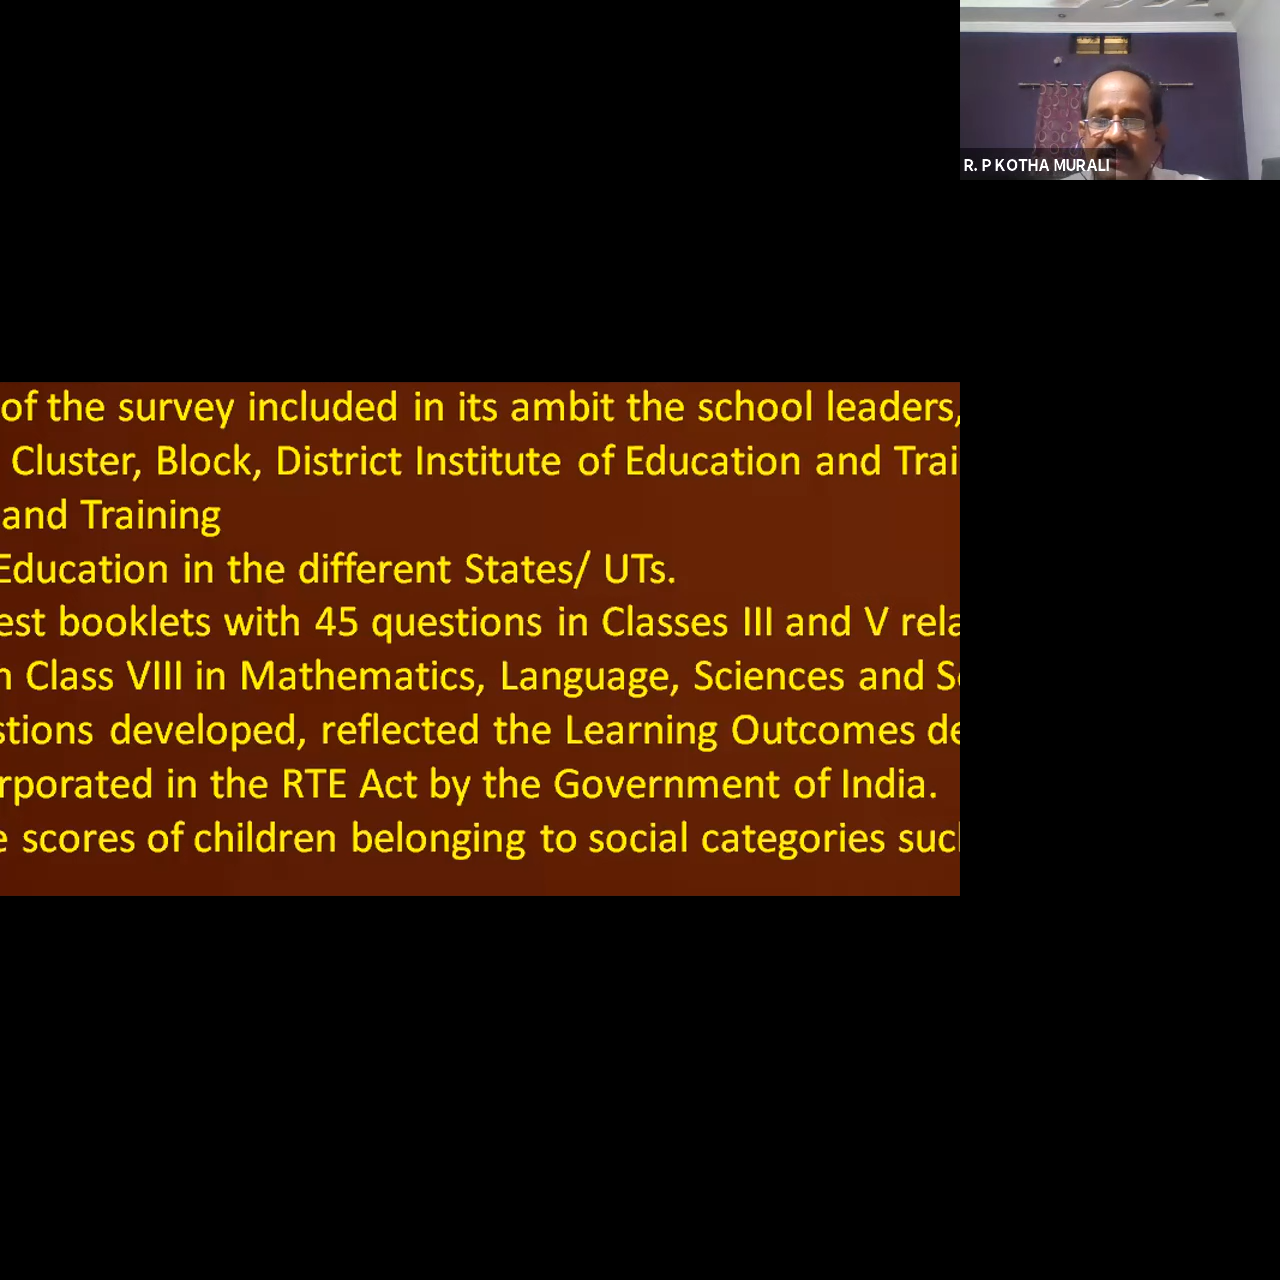 R. P KOTHA MURALI
of the survey included in its ambit the school leaders,
Cluster, Block, District Institute of Education and Trai
and Training
Education in the different States/ UTs.
est booklets with 45 questions in Classes III and V rela
n Class VIII in Mathematics, Language, Sciences and S
stions developed, reflected the Learning Outcomes de
rporated in the RTE Act by the Government of India.
e scores of children belonging to social categories suc